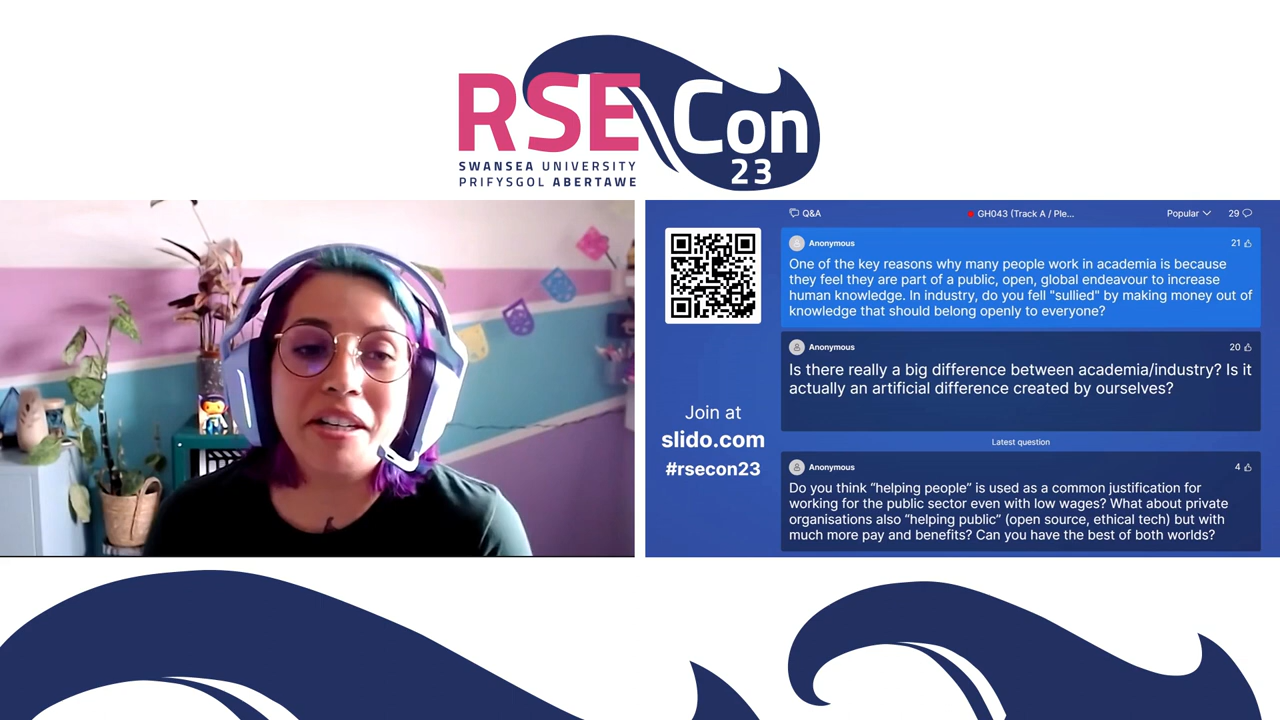 RSE Con
23
SWANSEA UNIVERSITY
PRIFYSGOL ABERTAWE
Q&A
GH043 (Track A / Ple...
Popular
29
Anonymous
21
One of the key reasons why many people work in academia is because
they feel they are part of a public, open, global endeavour to increase
human knowledge. In industry, do you fell "sullied" by making money out of
knowledge that should belong openly to everyone?
Anonymous
20
Is there really a big difference between academia/industry? Is it
actually an artificial difference created by ourselves?
Join at
slido.com
#rsecon23
Latest question
Anonymous
4
Do you think “helping people” is used as a common justification for
working for the public sector even with low wages? What about private
organisations also “helping public” (open source, ethical tech) but with
much more pay and benefits? Can you have the best of both worlds?